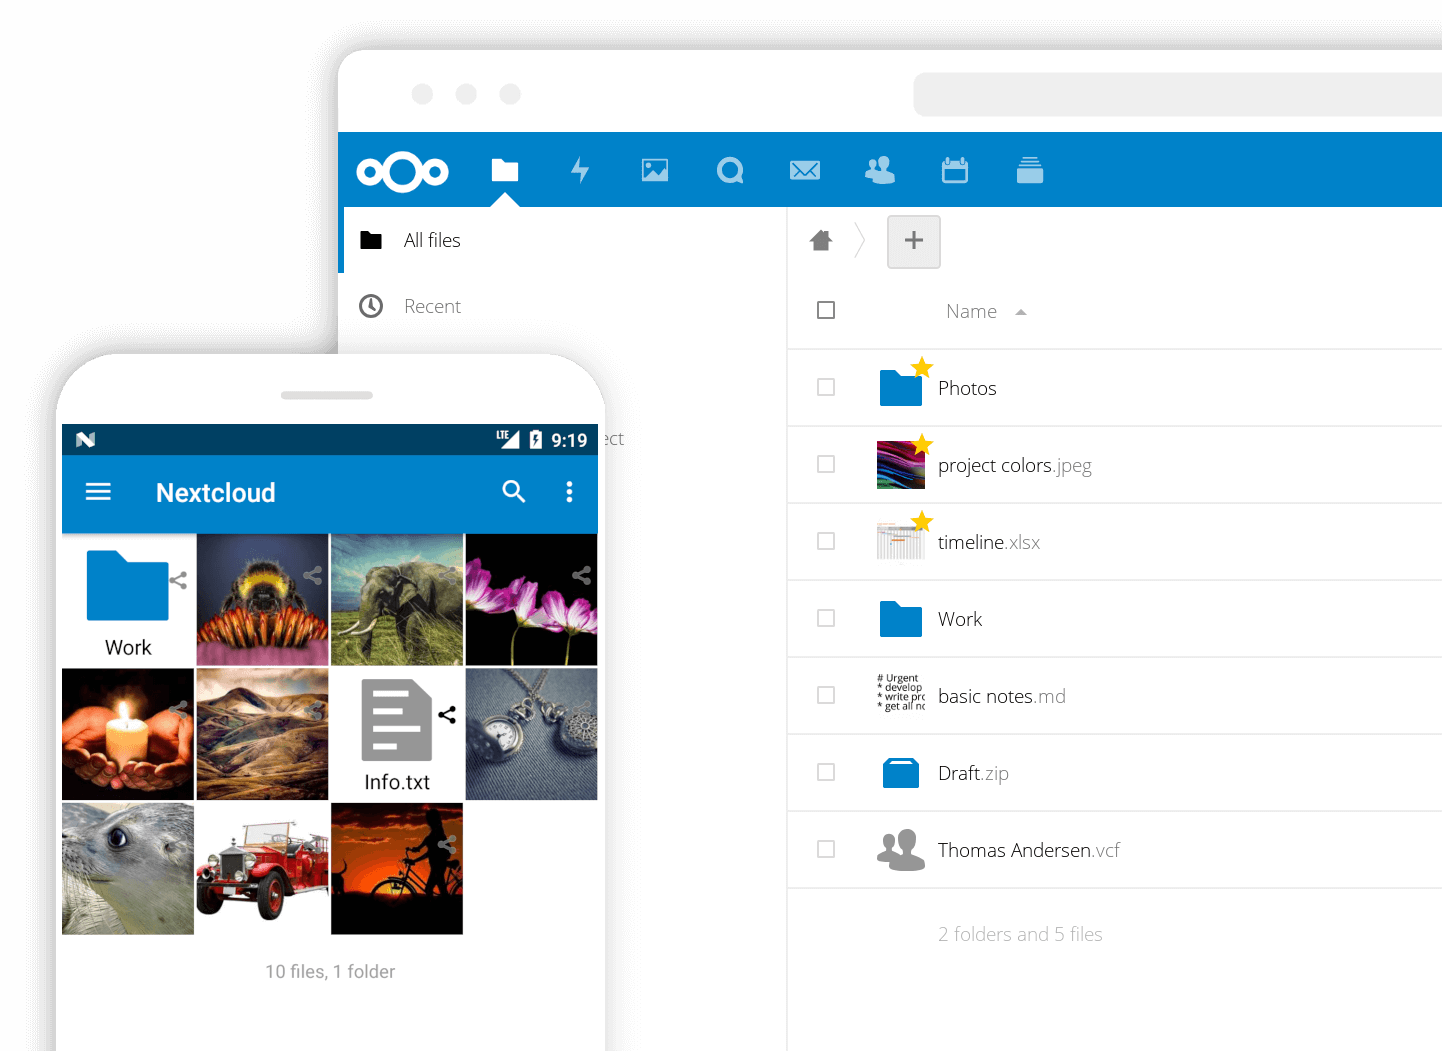 All files
Recent
ect
Name
Photos
project colors.jpeg
timeline.xlsx
Work
# Urgent
* develop
* write pro
* get all no
basic notes.md
Draft.zip
Thomas Andersen.vcf
2 folders and 5 files
LTE 9:19
Nextcloud
Work
Info.txt
10 files, 1 folder